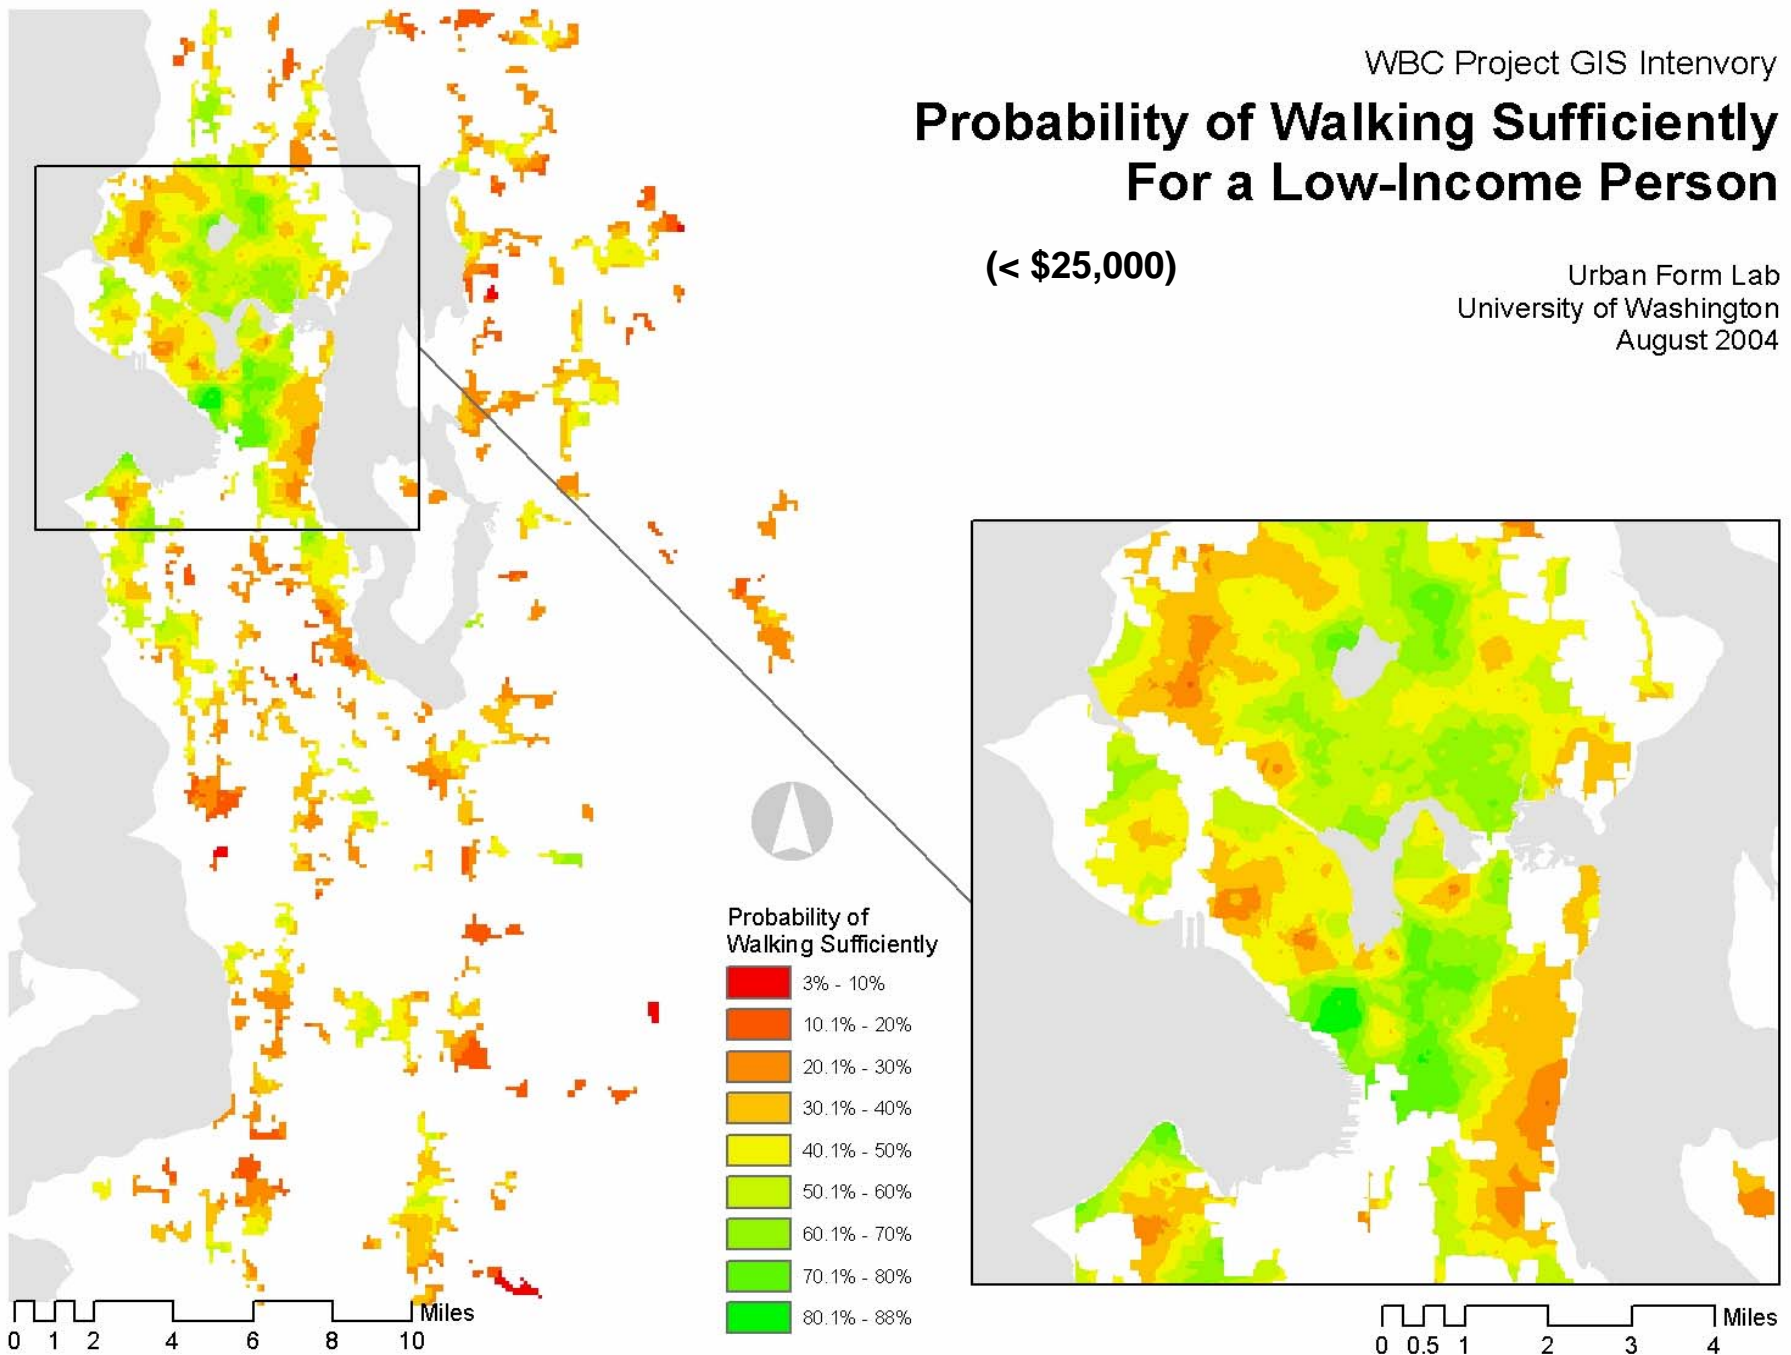 WBC Project GIS Intenvory
Probability of Walking Sufficiently
For a Low-Income Person
(< $25,000)
Urban Form Lab
University of Washington
August 2004
Probability of
Walking Sufficiently
3% - 10%
10.1% - 20%
20.1% - 30%
30.1% - 40%
40.1% - 50%
50.1% - 60%
60.1% - 70%
70.1% - 80%
80.1% - 88%
Miles
0 1 2 4 6 8 10
Miles
0 0.5 1 2 3 4